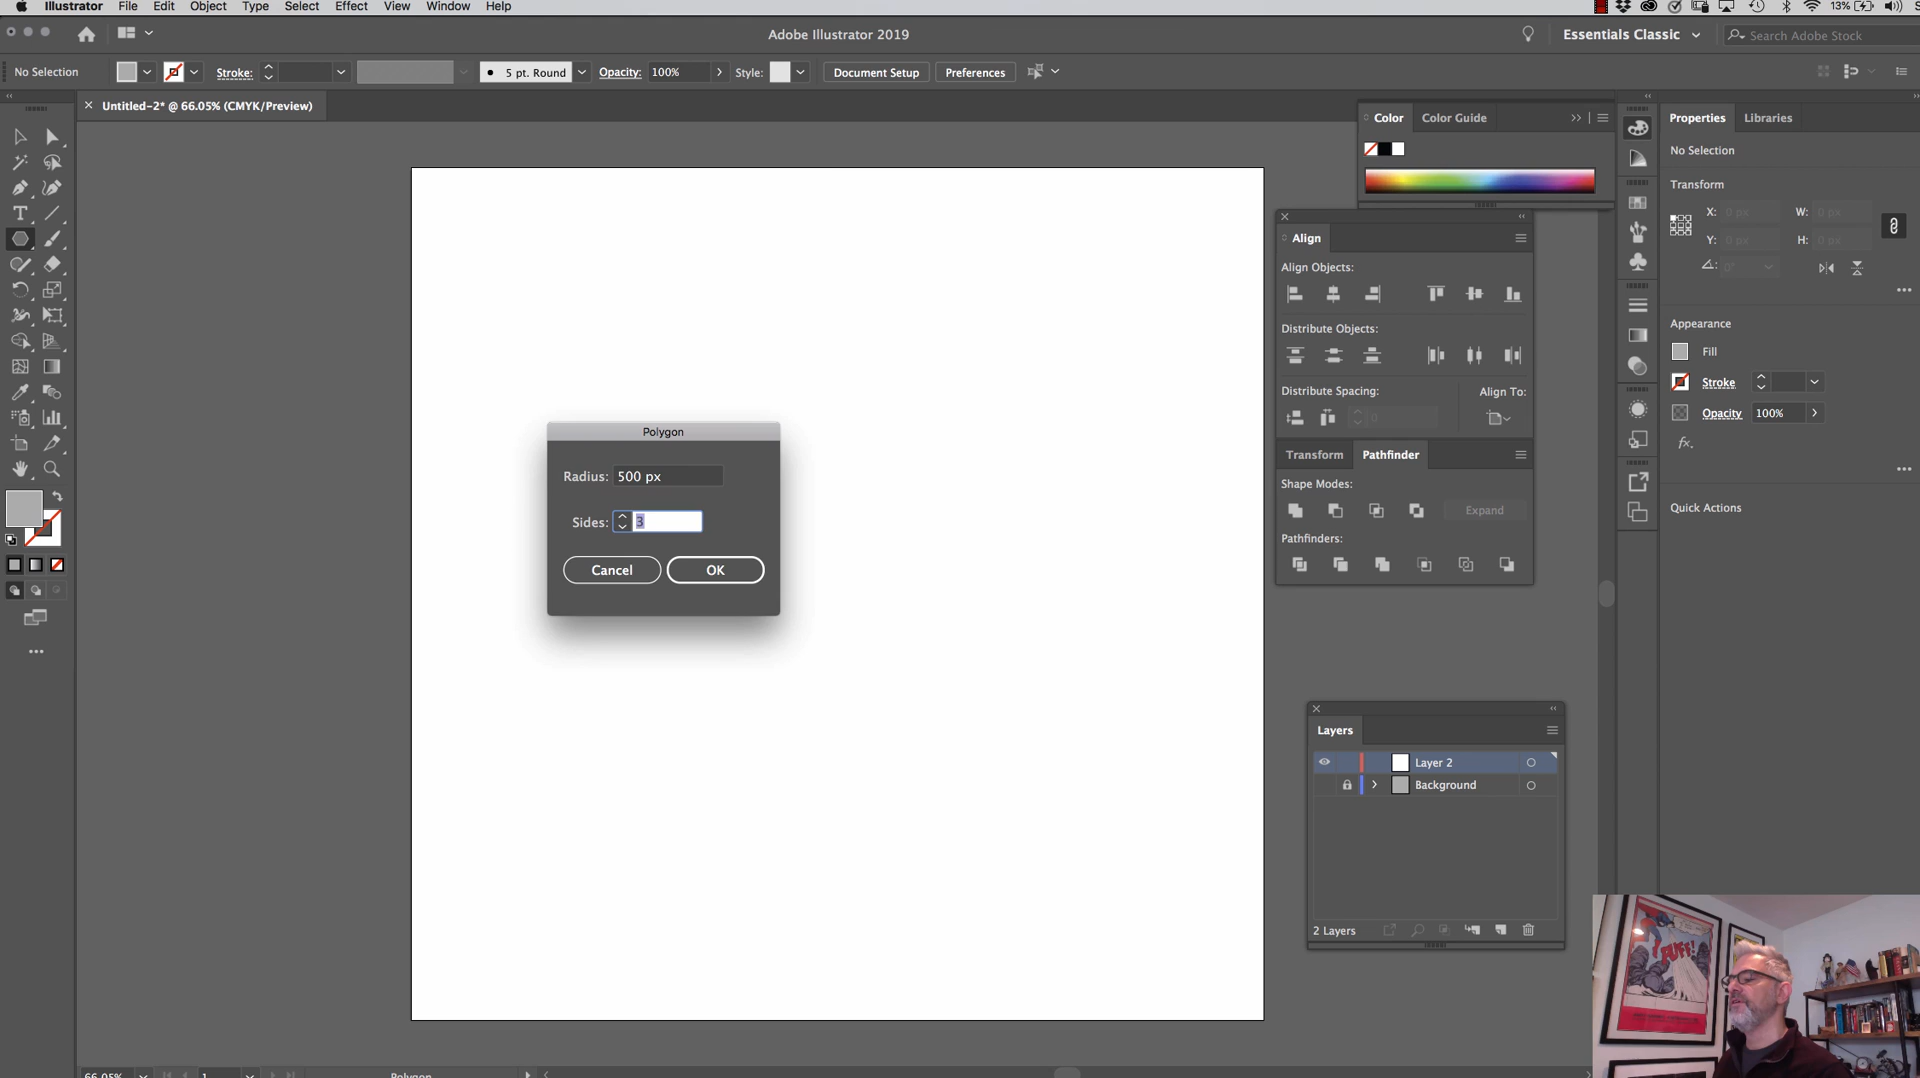 Illustrator File Edit Object Type Select Effect View Window Help
13%
Adobe Illustrator 2019
Essentials Classic
Search Adobe Stock
No Selection
Stroke:
5 pt. Round
Opacity: 100%
Style:
Document Setup
Preferences
Untitled-2* @ 66.05% (CMYK/Preview)
Color
Color Guide
Properties
Libraries
No Selection
Transform
X: 0 px
W: 0 px
Y: 0 px
H: 0 px
0°
Align
Align Objects:
Distribute Objects:
Distribute Spacing:
Align To:
0
Appearance
Fill
Stroke
Opacity 100%
fx.
Quick Actions
Transform
Pathfinder
Shape Modes:
Expand
Pathfinders:
Polygon
Radius: 500 px
Sides: 3
Cancel
OK
Layers
Layer 2
Background
2 Layers
PUFF!
66.05%
1
Polygon